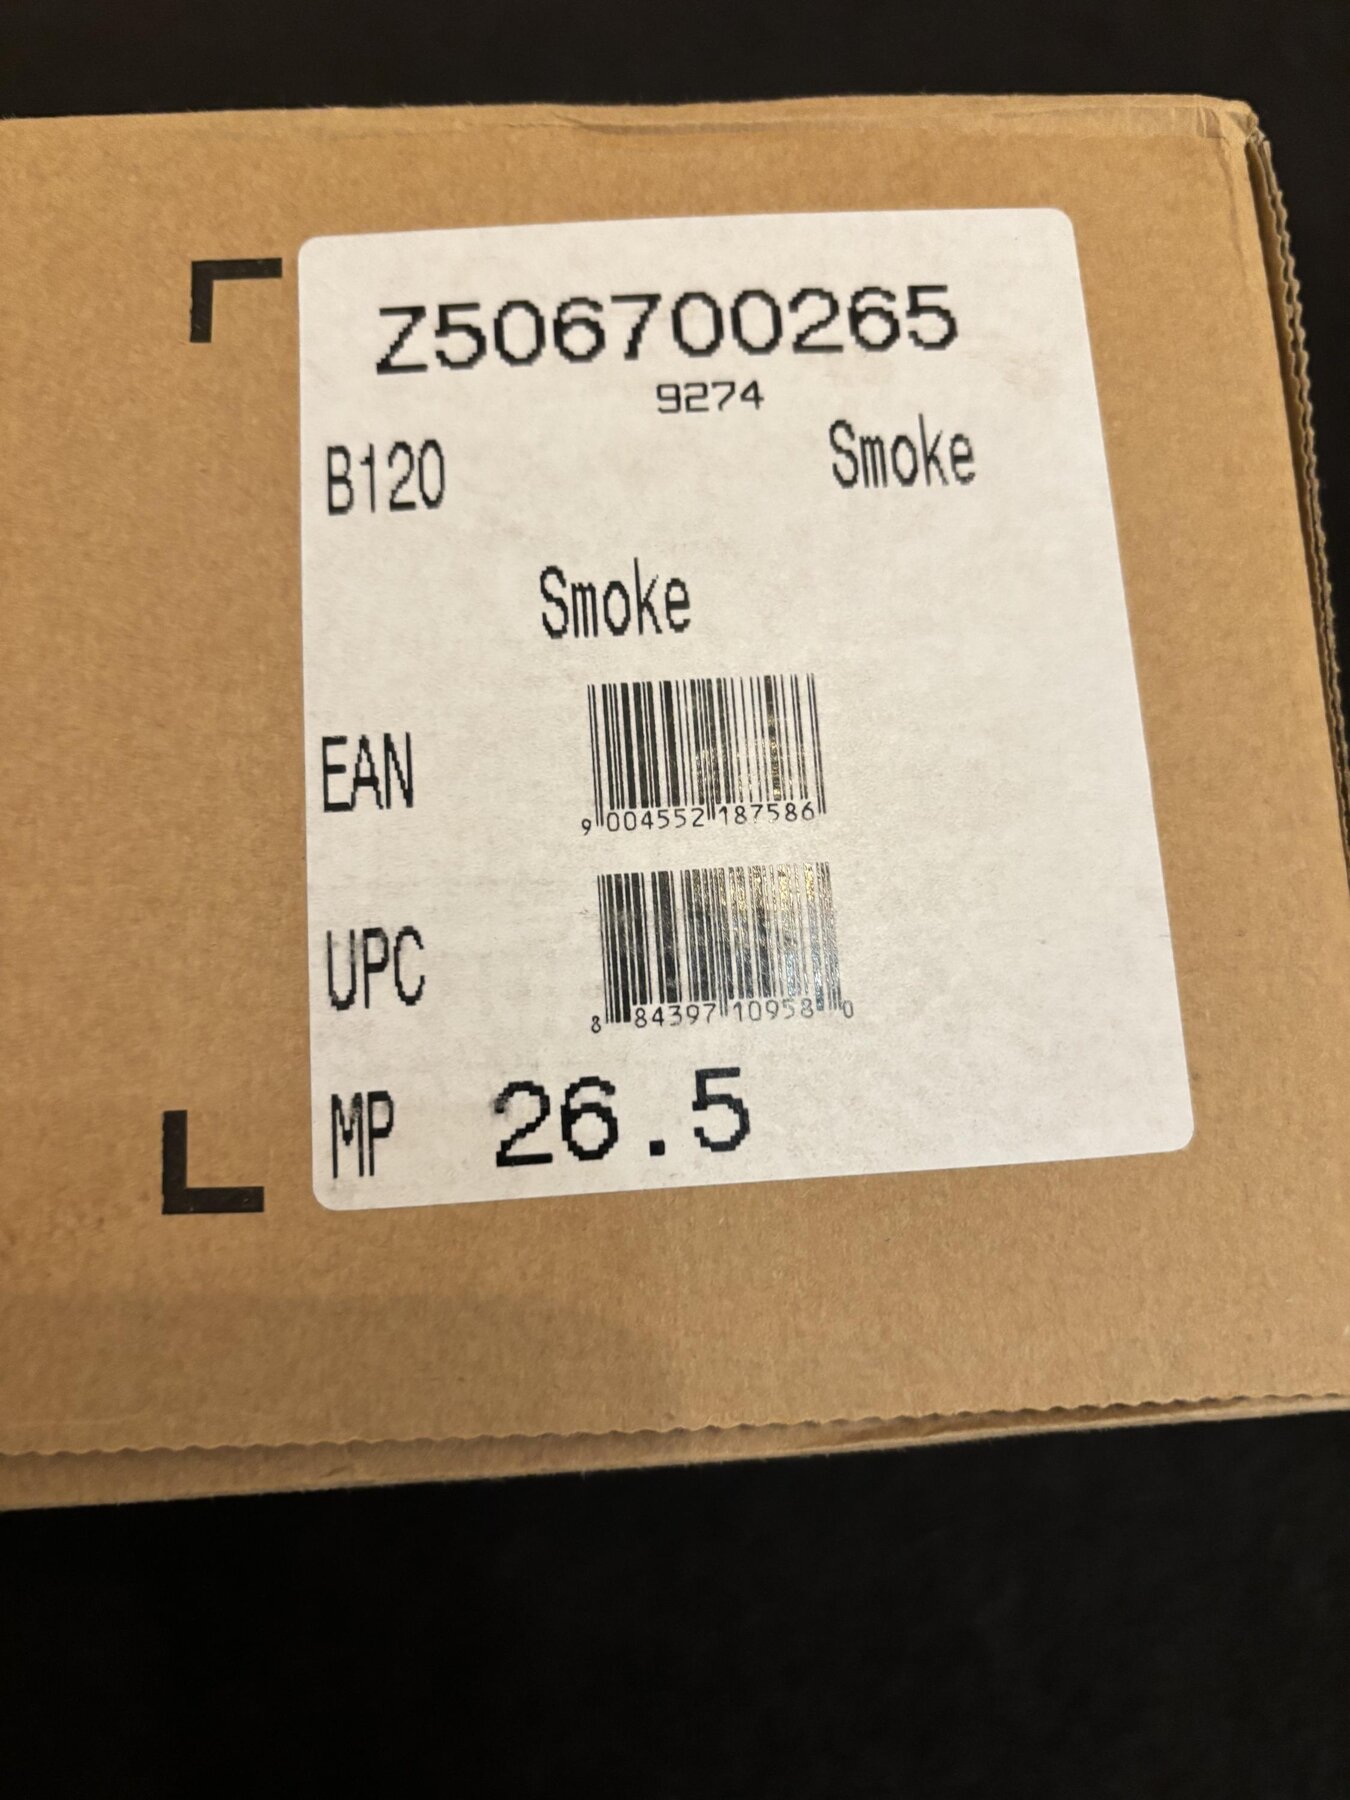 Z506700265
9274
B120 Smoke
Smoke
EAN
9 004552 187586
UPC
8 84397 10958 0
MP 26.5